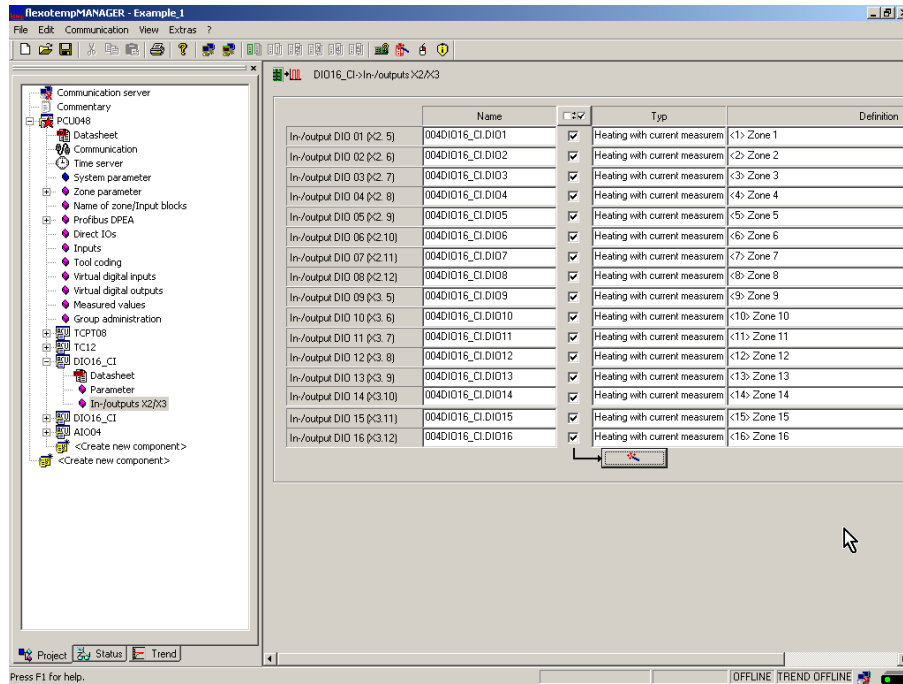 flexotempMANAGER - Example_1
File Edit Communication View Extras ?
DIO16_CI->In-/outputs X2/X3
Communication server
Commentary
PCU048
Datasheet
Communication
Time server
System parameter
Zone parameter
Name of zone/Input blocks
Profibus DPEA
Direct IOs
Inputs
Tool coding
Virtual digital inputs
Virtual digital outputs
Measured values
Group administration
TCPT08
TC12
DIO16_CI
Datasheet
Parameter
In-/outputs X2/X3
DIO16_CI
AIO04
<Create new component>
<Create new component>
Name Typ Definition
In-/output DIO 01 (X2. 5) 004DIO16_CI.DIO1 Heating with current measurem <1> Zone 1
In-/output DIO 02 (X2. 6) 004DIO16_CI.DIO2 Heating with current measurem <2> Zone 2
In-/output DIO 03 (X2. 7) 004DIO16_CI.DIO3 Heating with current measurem <3> Zone 3
In-/output DIO 04 (X2. 8) 004DIO16_CI.DIO4 Heating with current measurem <4> Zone 4
In-/output DIO 05 (X2. 9) 004DIO16_CI.DIO5 Heating with current measurem <5> Zone 5
In-/output DIO 06 (X2.10) 004DIO16_CI.DIO6 Heating with current measurem <6> Zone 6
In-/output DIO 07 (X2.11) 004DIO16_CI.DIO7 Heating with current measurem <7> Zone 7
In-/output DIO 08 (X2.12) 004DIO16_CI.DIO8 Heating with current measurem <8> Zone 8
In-/output DIO 09 (X3. 5) 004DIO16_CI.DIO9 Heating with current measurem <9> Zone 9
In-/output DIO 10 (X3. 6) 004DIO16_CI.DIO10 Heating with current measurem <10> Zone 10
In-/output DIO 11 (X3. 7) 004DIO16_CI.DIO11 Heating with current measurem <11> Zone 11
In-/output DIO 12 (X3. 8) 004DIO16_CI.DIO12 Heating with current measurem <12> Zone 12
In-/output DIO 13 (X3. 9) 004DIO16_CI.DIO13 Heating with current measurem <13> Zone 13
In-/output DIO 14 (X3.10) 004DIO16_CI.DIO14 Heating with current measurem <14> Zone 14
In-/output DIO 15 (X3.11) 004DIO16_CI.DIO15 Heating with current measurem <15> Zone 15
In-/output DIO 16 (X3.12) 004DIO16_CI.DIO16 Heating with current measurem <16> Zone 16
Project Status Trend
Press F1 for help. OFFLINE TREND OFFLINE